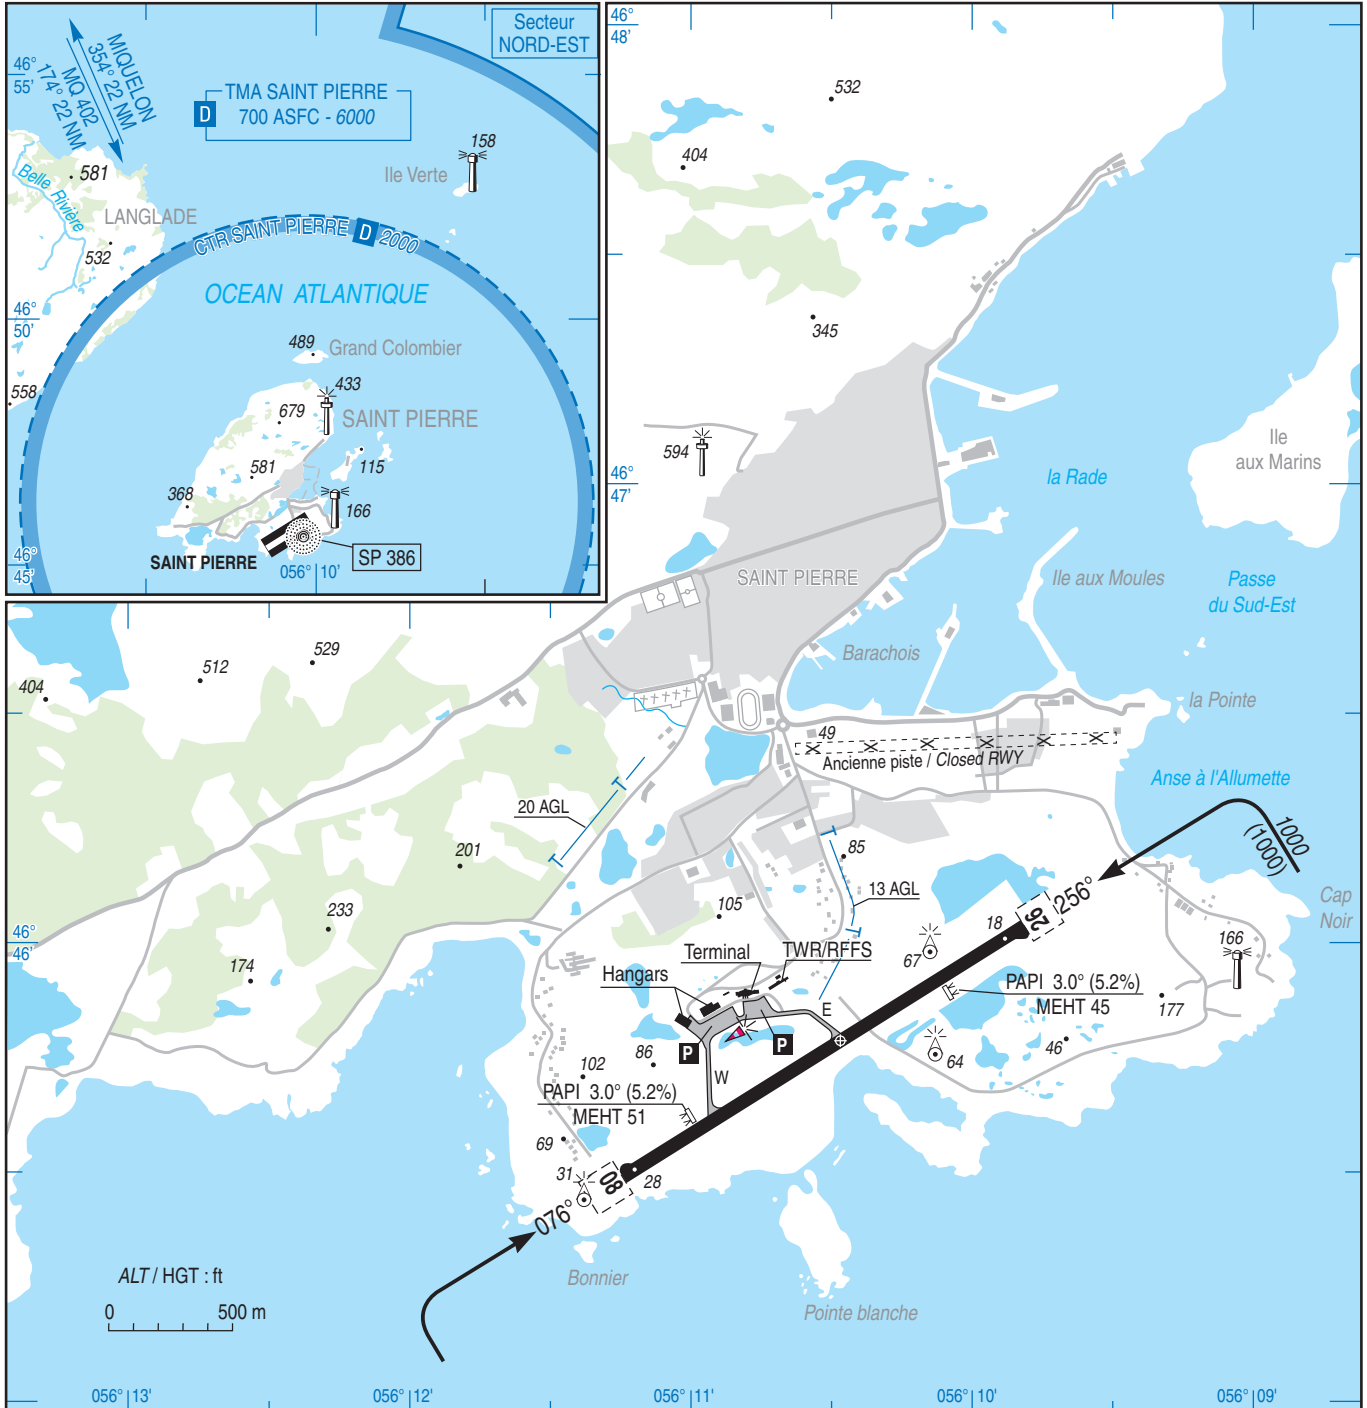 Secteur
NORD-EST
46°
55'
MIQUELON
354° 22 NM
MQ 402
174° 22 NM
TMA SAINT PIERRE
D
700 ASFC - 6000
158
Ile Verte
581
Belle Rivière
LANGLADE
532
CTR SAINT PIERRE D 2000
OCEAN ATLANTIQUE
46°
50'
489
Grand Colombier
558
433
679
SAINT PIERRE
581
115
368
166
SAINT PIERRE
SP 386
46°
45'
056° 10'
46°
48'
532
404
345
594
46°
47'
Ile
aux Marins
la Rade
SAINT PIERRE
Ile aux Moules
Passe
du Sud-Est
Barachois
la Pointe
529
512
404
49
Ancienne piste / Closed RWY
Anse à l'Allumette
20 AGL
1000
(1000)
85
201
13 AGL
256°
26
Cap
Noir
105
233
18
46°
46'
67
166
Terminal
TWR/RFFS
Hangars
174
PAPI 3.0° (5.2%)
MEHT 45
177
E
P
P
46
86
64
102
W
PAPI 3.0° (5.2%)
MEHT 51
69
31
28
08
076°
Bonnier
Pointe blanche
ALT / HGT : ft
0
500 m
056° 13'
056° 12'
056° 11'
056° 10'
056° 09'